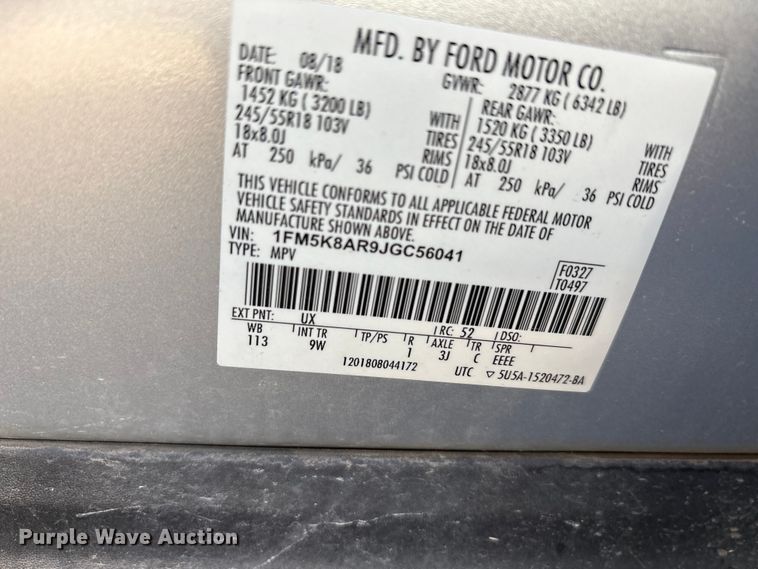 MFD. BY FORD MOTOR CO.
DATE: 08/18 GVWR: 2877 KG ( 6342 LB)
FRONT GAWR: REAR GAWR:
1452 KG ( 3200 LB) WITH 1520 KG ( 3350 LB) WITH
245/55R18 103V TIRES 245/55R18 103V TIRES
18x8.0J RIMS 18x8.0J RIMS
AT 250 kPa/ 36 PSI COLD AT 250 kPa/ 36 PSI COLD
THIS VEHICLE CONFORMS TO ALL APPLICABLE FEDERAL MOTOR
VEHICLE SAFETY STANDARDS IN EFFECT ON THE DATE OF
MANUFACTURE SHOWN ABOVE.
VIN: 1FM5K8AR9JGC56041
TYPE: MPV
F0327
T0497
EXT PNT: UX RC: 52 DSO:
WB INT TR TP/PS R AXLE TR SPR
113 9W 1 3J C EEEE
1201808044172 UTC ▽ 5U5A-1520472-BA
Purple Wave Auction